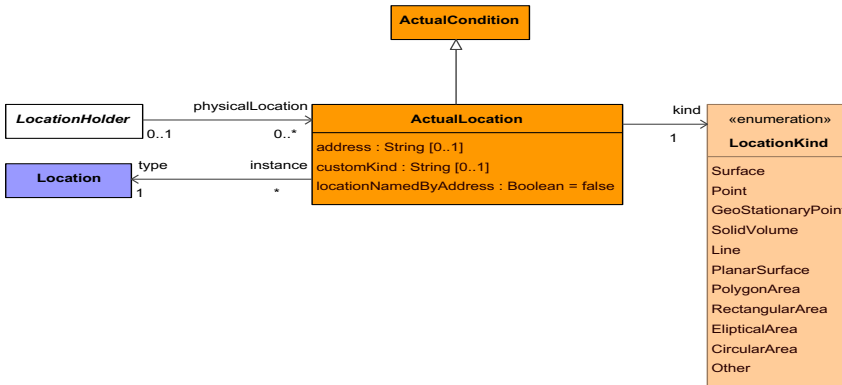 ActualCondition
LocationHolder
physicalLocation
0..1
0..*
Location
type
instance
1
*
ActualLocation
address : String [0..1]
customKind : String [0..1]
locationNamedByAddress : Boolean = false
kind
1
«enumeration»
LocationKind
Surface
Point
GeoStationaryPoint
SolidVolume
Line
PlanarSurface
PolygonArea
RectangularArea
ElipticalArea
CircularArea
Other